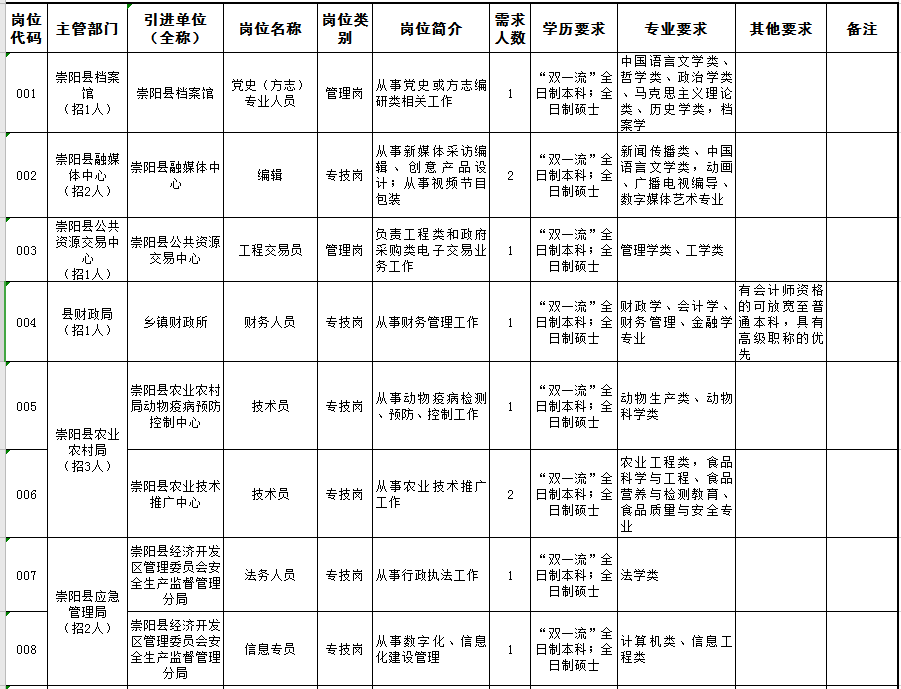 岗位代码 主管部门 引进单位（全称） 岗位名称 岗位类别 岗位简介 需求人数 学历要求 专业要求 其他要求 备注
001 崇阳县档案馆（招1人） 崇阳县档案馆 党史（方志）专业人员 管理岗 从事党史或方志编研类相关工作 1 “双一流”全日制本科；全日制硕士 中国语言文学类、哲学类、政治学类、马克思主义理论类、历史学类，档案学
002 崇阳县融媒体中心（招2人） 崇阳县融媒体中心 编辑 专技岗 从事新媒体采访编辑、创意产品设计；从事视频节目包装 2 “双一流”全日制本科；全日制硕士 新闻传播类、中国语言文学类，动画、广播电视编导、数字媒体艺术专业
003 崇阳县公共资源交易中心（招1人） 崇阳县公共资源交易中心 工程交易员 管理岗 负责工程类和政府采购类电子交易业务工作 1 “双一流”全日制本科；全日制硕士 管理学类、工学类
004 县财政局（招1人） 乡镇财政所 财务人员 专技岗 从事财务管理工作 1 “双一流”全日制本科；全日制硕士 财政学、会计学、财务管理、金融学专业 有会计师资格的可放宽至普通本科，具有高级职称的优先
005 崇阳县农业农村局（招3人） 崇阳县农业农村局动物疫病预防控制中心 技术员 专技岗 从事动物疫病检测、预防、控制工作 1 “双一流”全日制本科；全日制硕士 动物生产类、动物科学类
006 崇阳县农业技术推广中心 技术员 专技岗 从事农业技术推广工作 2 “双一流”全日制本科；全日制硕士 农业工程类，食品科学与工程、食品营养与检测教育、食品质量与安全专业
007 崇阳县应急管理局（招2人） 崇阳县经济开发区管理委员会安全生产监督管理分局 法务人员 专技岗 从事行政执法工作 1 “双一流”全日制本科；全日制硕士 法学类
008 崇阳县经济开发区管理委员会安全生产监督管理分局 信息专员 专技岗 从事数字化、信息化建设管理 1 “双一流”全日制本科；全日制硕士 计算机类、信息工程类